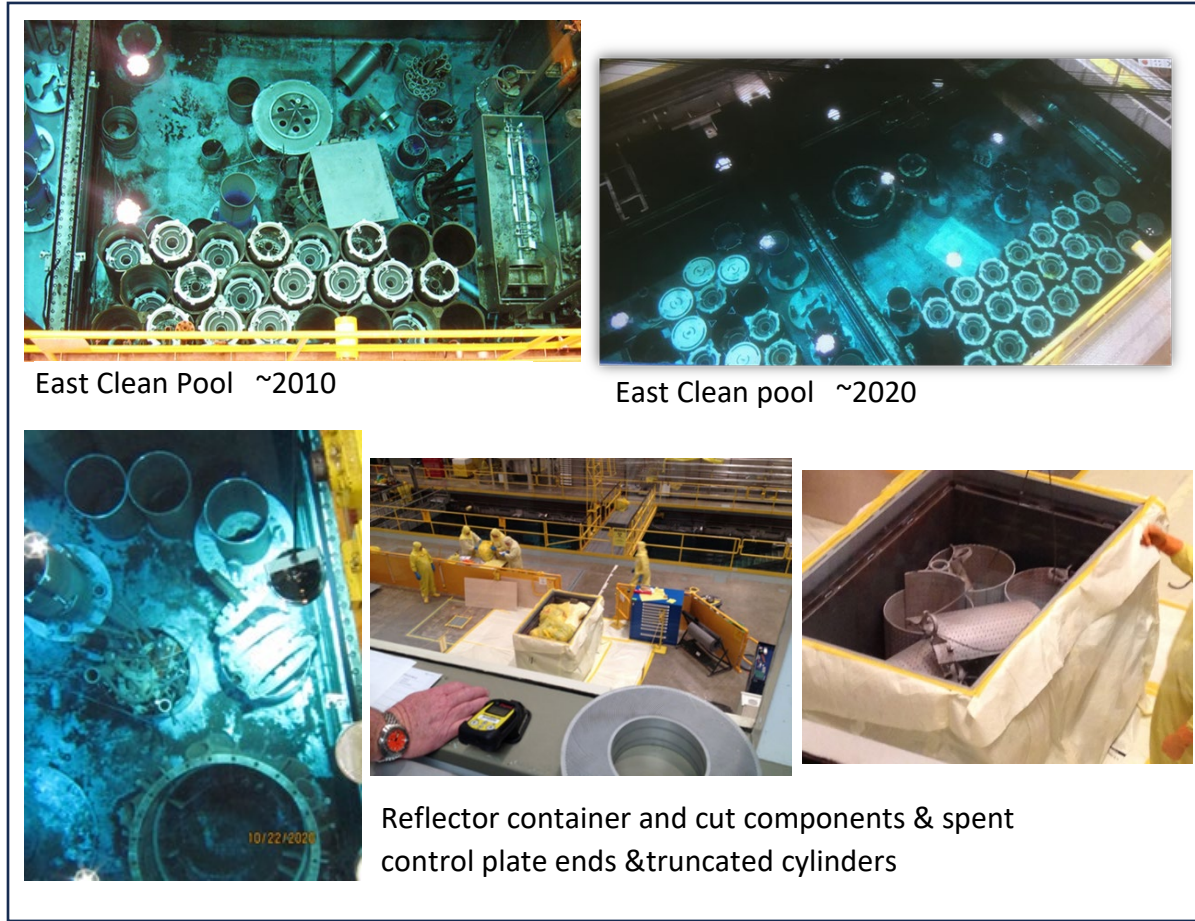 East Clean Pool ~2010
East Clean pool ~2020
10/22/2020
Reflector container and cut components & spent
control plate ends &truncated cylinders